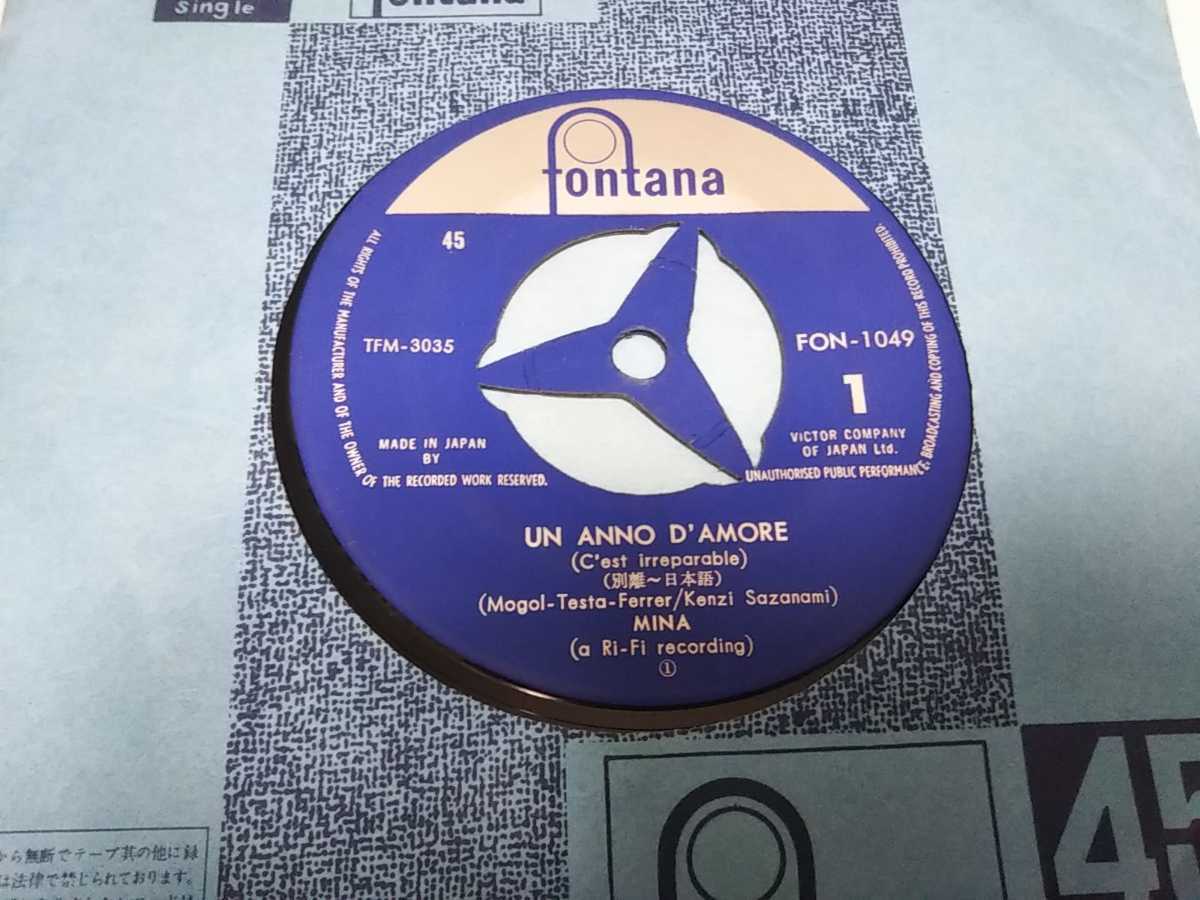 Single
fontana
fontana
45
TFM-3035
FON-1049
1
MADE IN JAPAN
BY
VICTOR COMPANY
OF JAPAN Ltd.
ALL RIGHTS OF THE MANUFACTURER AND OF THE OWNER OF THE RECORDED WORK RESERVED.
UNAUTHORISED PUBLIC PERFORMANCE, BROADCASTING AND COPYING OF THIS RECORD PROHIBITED.
UN ANNO D'AMORE
(C'est irreparable)
(別離〜日本語)
(Mogol-Testa-Ferrer/Kenzi Sazanami)
MINA
(a Ri-Fi recording)
①
45
から無断でテープ其の他に録
は法律で禁じられております。